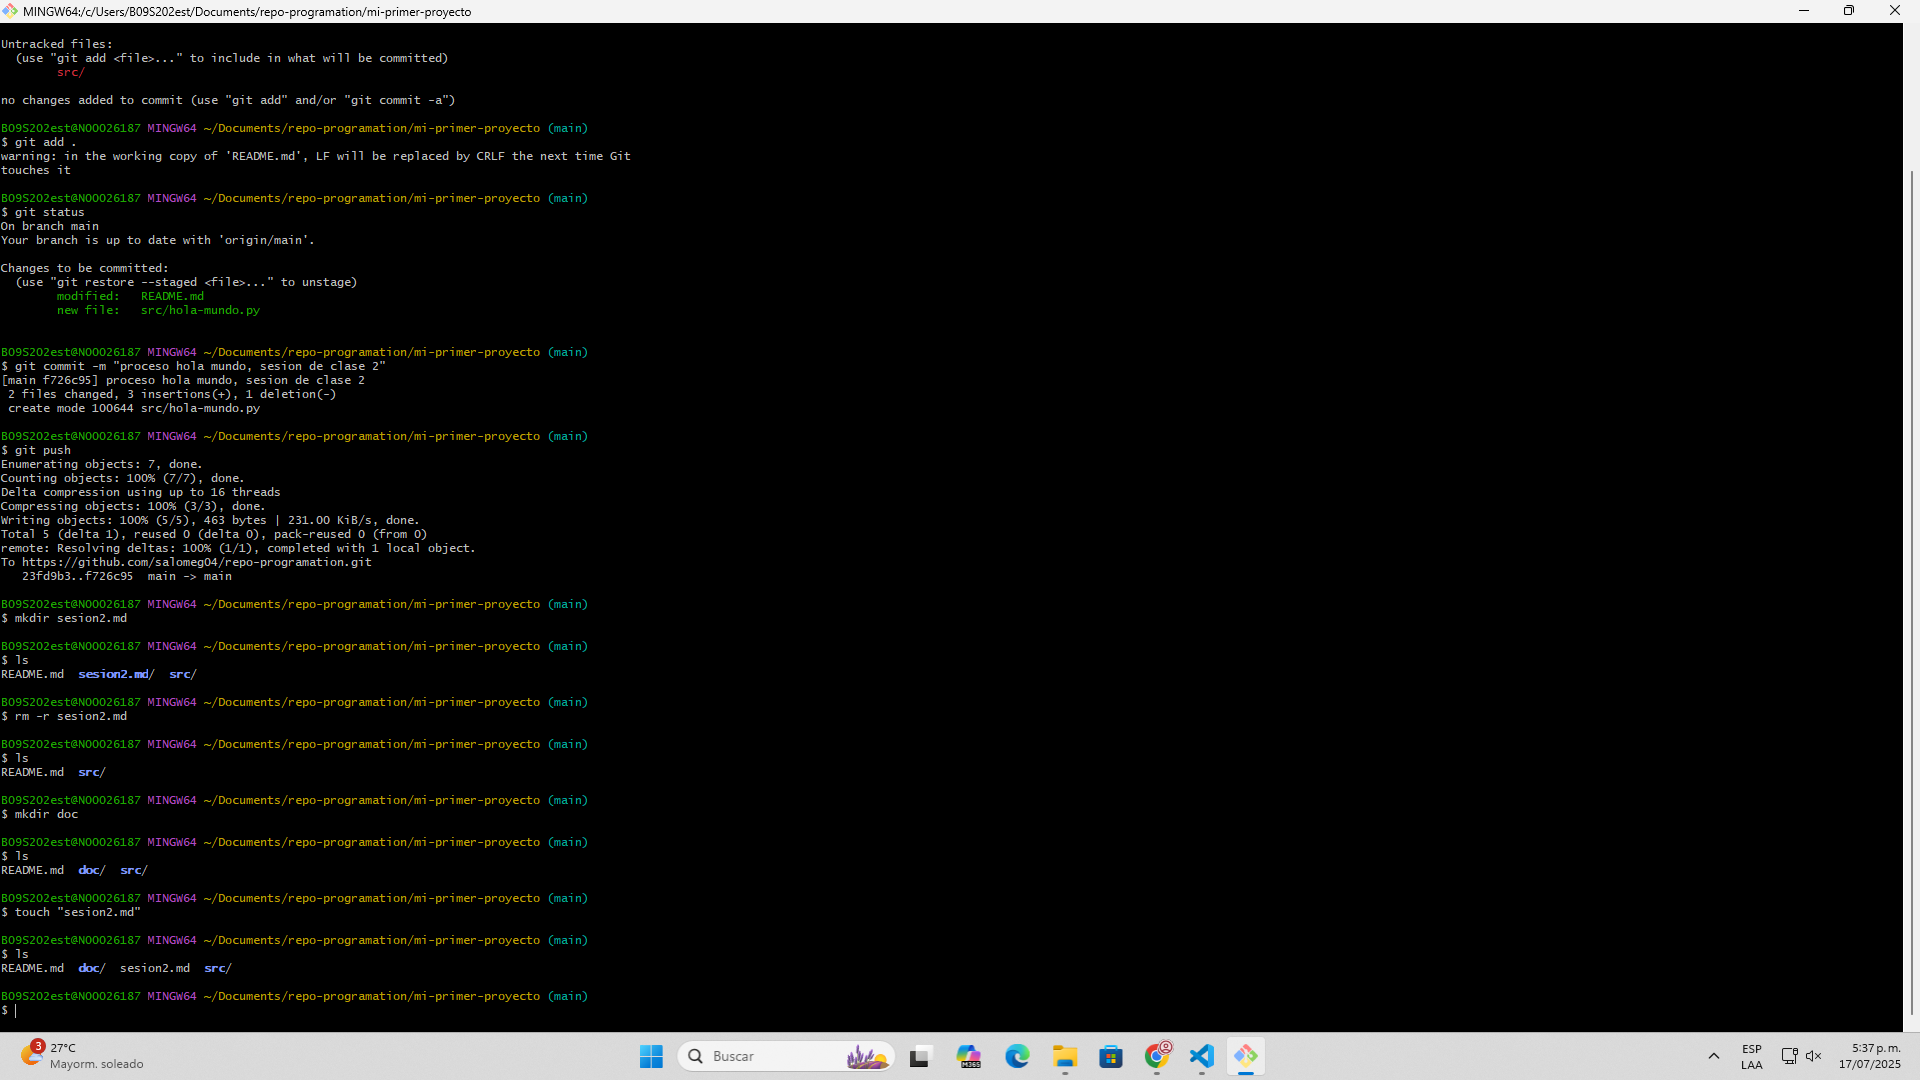 MINGW64:/c/Users/B09S202est/Documents/repo-programation/mi-primer-proyecto
Untracked files:
  (use "git add <file>..." to include in what will be committed)
        src/
no changes added to commit (use "git add" and/or "git commit -a")
B09S202est@N0026187 MINGW64 ~/Documents/repo-programation/mi-primer-proyecto (main)
$ git add .
warning: in the working copy of 'README.md', LF will be replaced by CRLF the next time Git
touches it
B09S202est@N0026187 MINGW64 ~/Documents/repo-programation/mi-primer-proyecto (main)
$ git status
On branch main
Your branch is up to date with 'origin/main'.
Changes to be committed:
  (use "git restore --staged <file>..." to unstage)
        modified:   README.md
        new file:   src/hola-mundo.py
B09S202est@N0026187 MINGW64 ~/Documents/repo-programation/mi-primer-proyecto (main)
$ git commit -m "proceso hola mundo, sesion de clase 2"
[main f726c95] proceso hola mundo, sesion de clase 2
 2 files changed, 3 insertions(+), 1 deletion(-)
 create mode 100644 src/hola-mundo.py
B09S202est@N0026187 MINGW64 ~/Documents/repo-programation/mi-primer-proyecto (main)
$ git push
Enumerating objects: 7, done.
Counting objects: 100% (7/7), done.
Delta compression using up to 16 threads
Compressing objects: 100% (3/3), done.
Writing objects: 100% (5/5), 463 bytes | 231.00 KiB/s, done.
Total 5 (delta 1), reused 0 (delta 0), pack-reused 0 (from 0)
remote: Resolving deltas: 100% (1/1), completed with 1 local object.
To https://github.com/salomeg04/repo-programation.git
   23fd9b3..f726c95  main -> main
B09S202est@N0026187 MINGW64 ~/Documents/repo-programation/mi-primer-proyecto (main)
$ mkdir sesion2.md
B09S202est@N0026187 MINGW64 ~/Documents/repo-programation/mi-primer-proyecto (main)
$ ls
README.md  sesion2.md/  src/
B09S202est@N0026187 MINGW64 ~/Documents/repo-programation/mi-primer-proyecto (main)
$ rm -r sesion2.md
B09S202est@N0026187 MINGW64 ~/Documents/repo-programation/mi-primer-proyecto (main)
$ ls
README.md  src/
B09S202est@N0026187 MINGW64 ~/Documents/repo-programation/mi-primer-proyecto (main)
$ mkdir doc
B09S202est@N0026187 MINGW64 ~/Documents/repo-programation/mi-primer-proyecto (main)
$ ls
README.md  doc/  src/
B09S202est@N0026187 MINGW64 ~/Documents/repo-programation/mi-primer-proyecto (main)
$ touch "sesion2.md"
B09S202est@N0026187 MINGW64 ~/Documents/repo-programation/mi-primer-proyecto (main)
$ ls
README.md  doc/  sesion2.md  src/
B09S202est@N0026187 MINGW64 ~/Documents/repo-programation/mi-primer-proyecto (main)
$
3
27°C
Mayorm. soleado
Buscar
M365
ESP
LAA
5:37 p. m.
17/07/2025